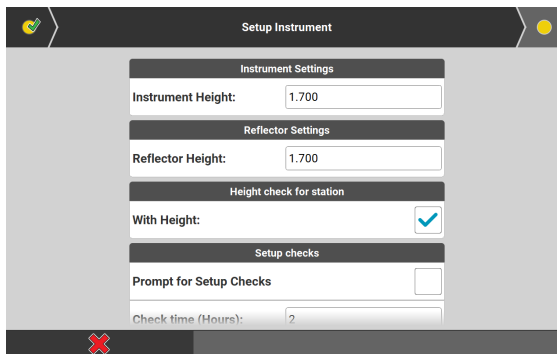 Setup Instrument
Instrument Settings
Instrument Height: 1.700
Reflector Settings
Reflector Height: 1.700
Height check for station
With Height:
Setup checks
Prompt for Setup Checks
Check time (Hours): 2